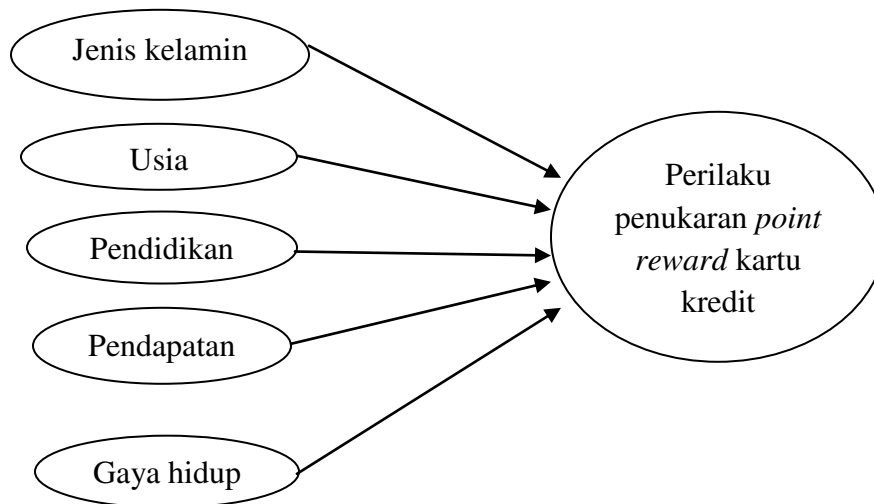 Jenis kelamin
Usia
Pendidikan
Pendapatan
Gaya hidup
Perilaku
penukaran point
reward kartu
kredit